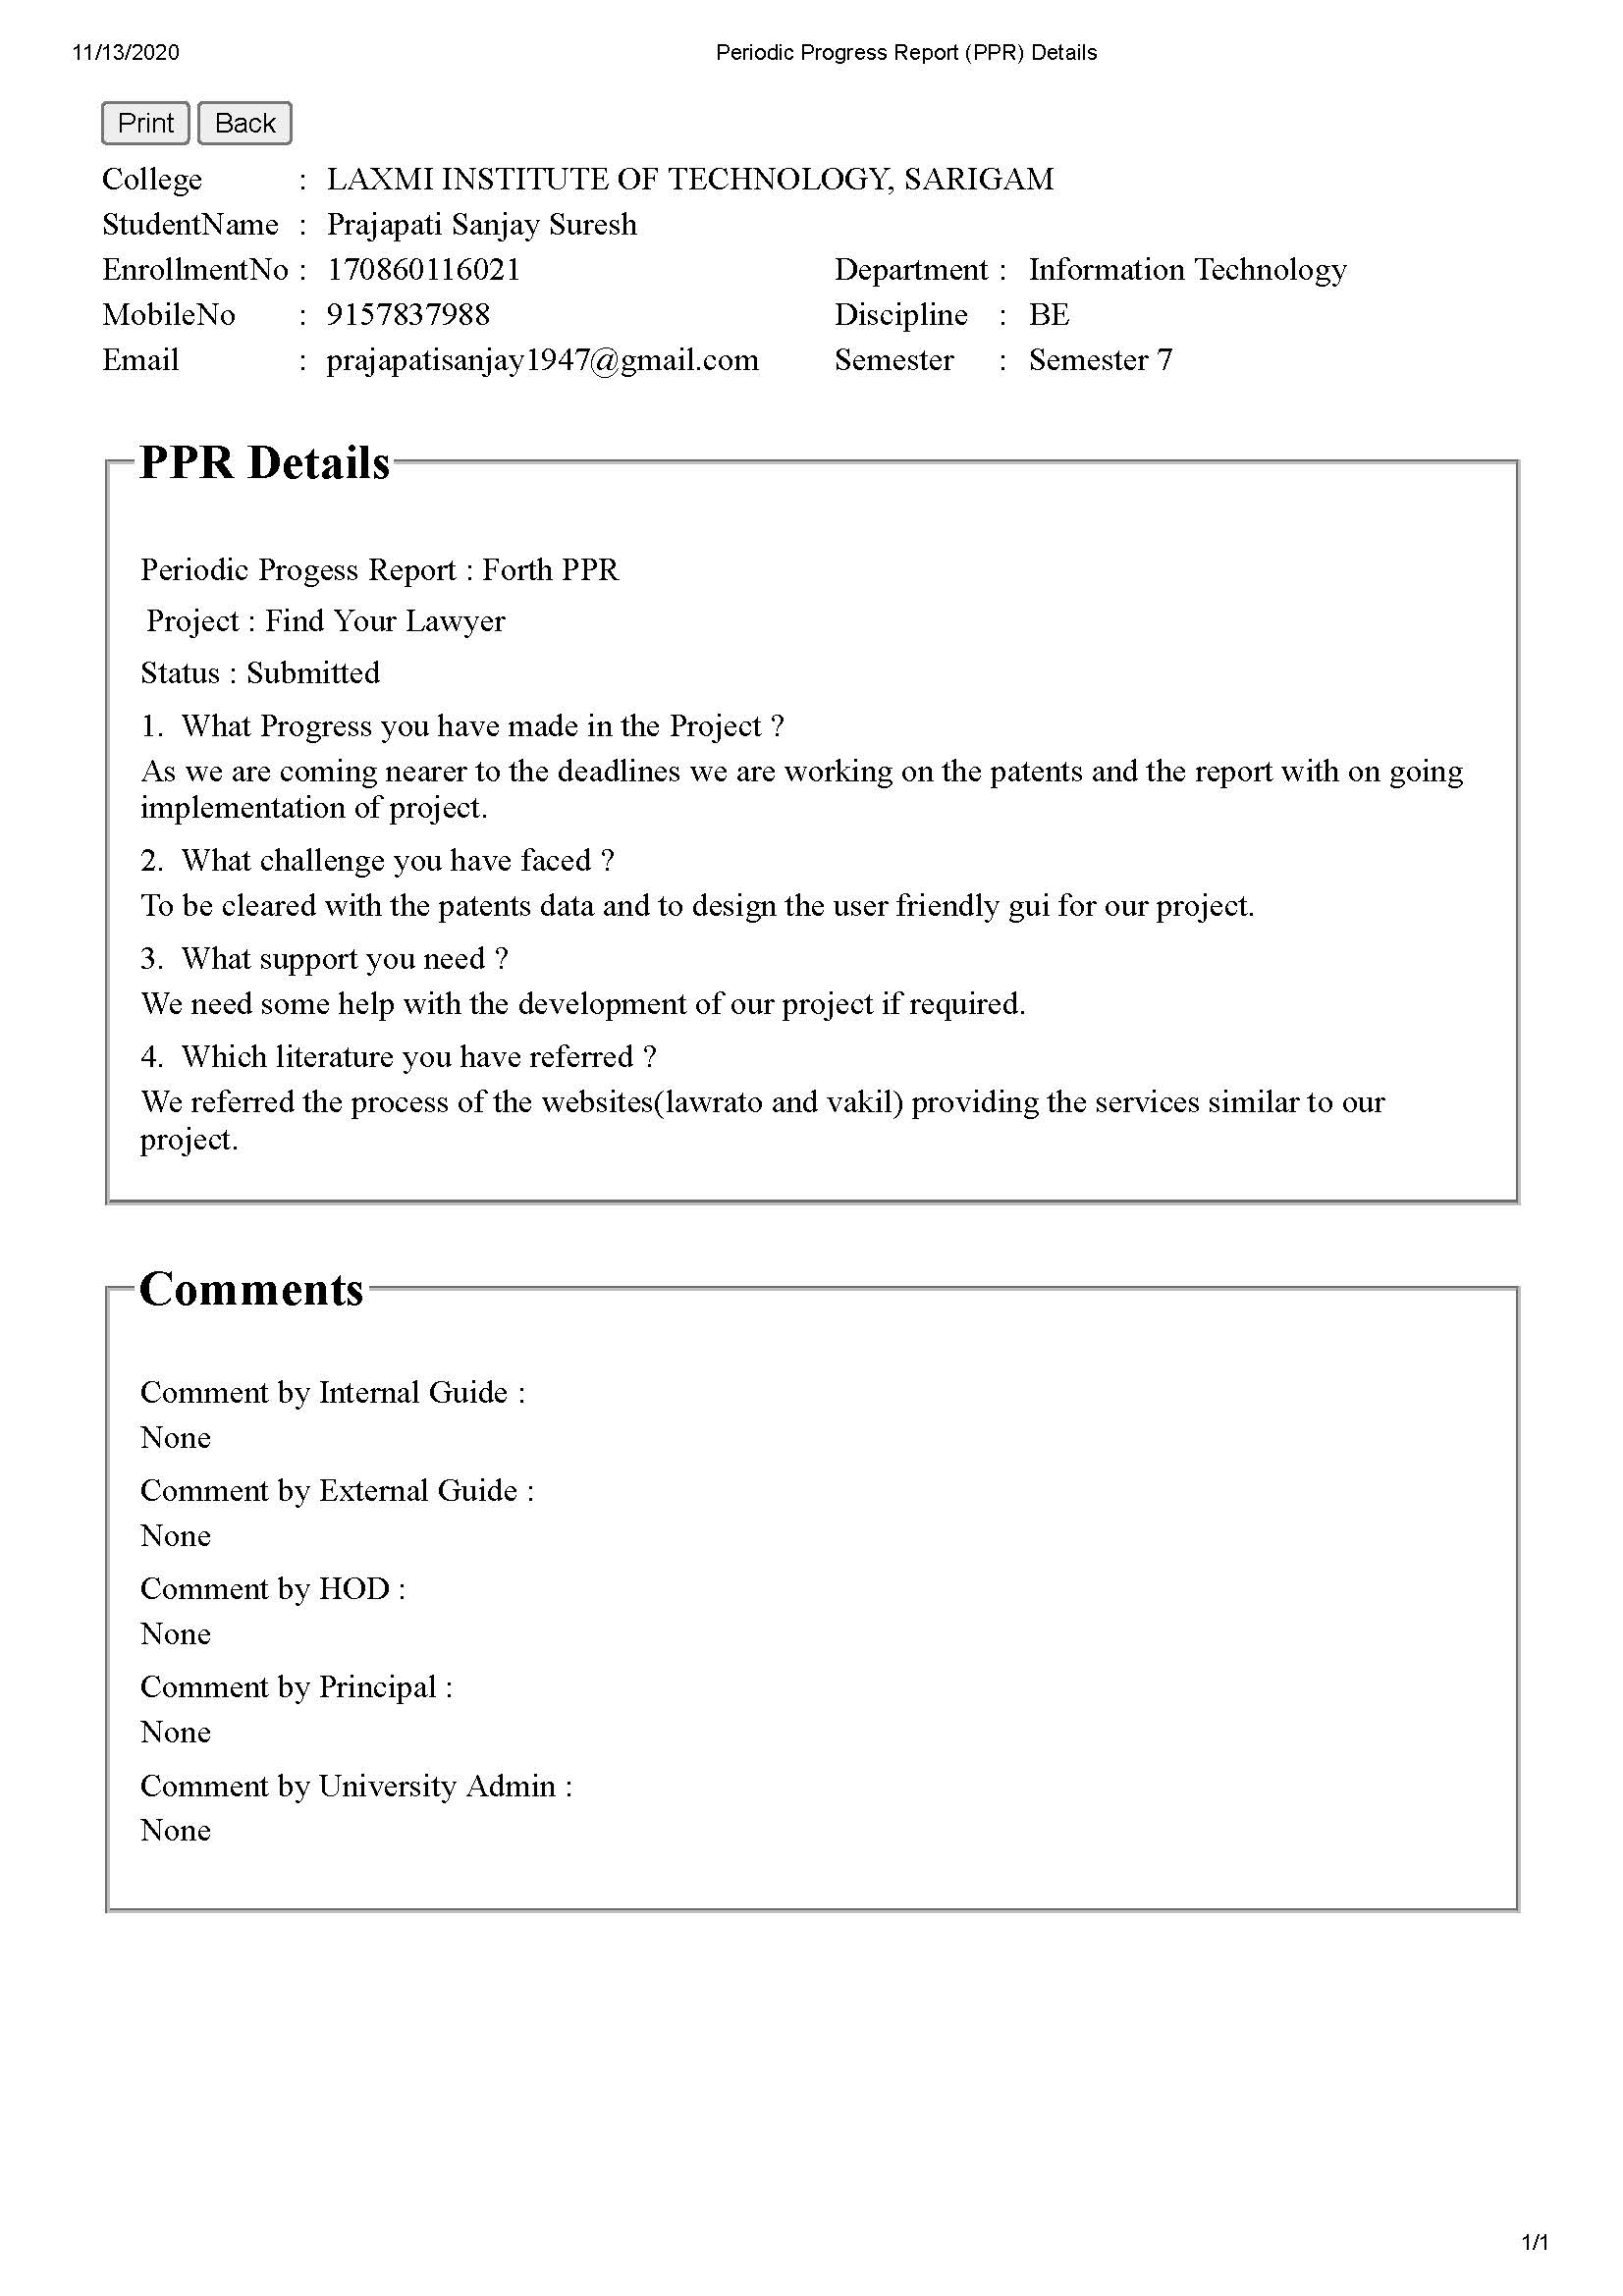 11/13/2020 Periodic Progress Report (PPR) Details
Print Back
College : LAXMI INSTITUTE OF TECHNOLOGY, SARIGAM
StudentName : Prajapati Sanjay Suresh
EnrollmentNo : 170860116021 Department : Information Technology
MobileNo : 9157837988 Discipline : BE
Email : prajapatisanjay1947@gmail.com Semester : Semester 7
PPR Details
Periodic Progess Report : Forth PPR
Project : Find Your Lawyer
Status : Submitted
1. What Progress you have made in the Project ?
As we are coming nearer to the deadlines we are working on the patents and the report with on going
implementation of project.
2. What challenge you have faced ?
To be cleared with the patents data and to design the user friendly gui for our project.
3. What support you need ?
We need some help with the development of our project if required.
4. Which literature you have referred ?
We referred the process of the websites(lawrato and vakil) providing the services similar to our
project.
Comments
Comment by Internal Guide :
None
Comment by External Guide :
None
Comment by HOD :
None
Comment by Principal :
None
Comment by University Admin :
None
1/1